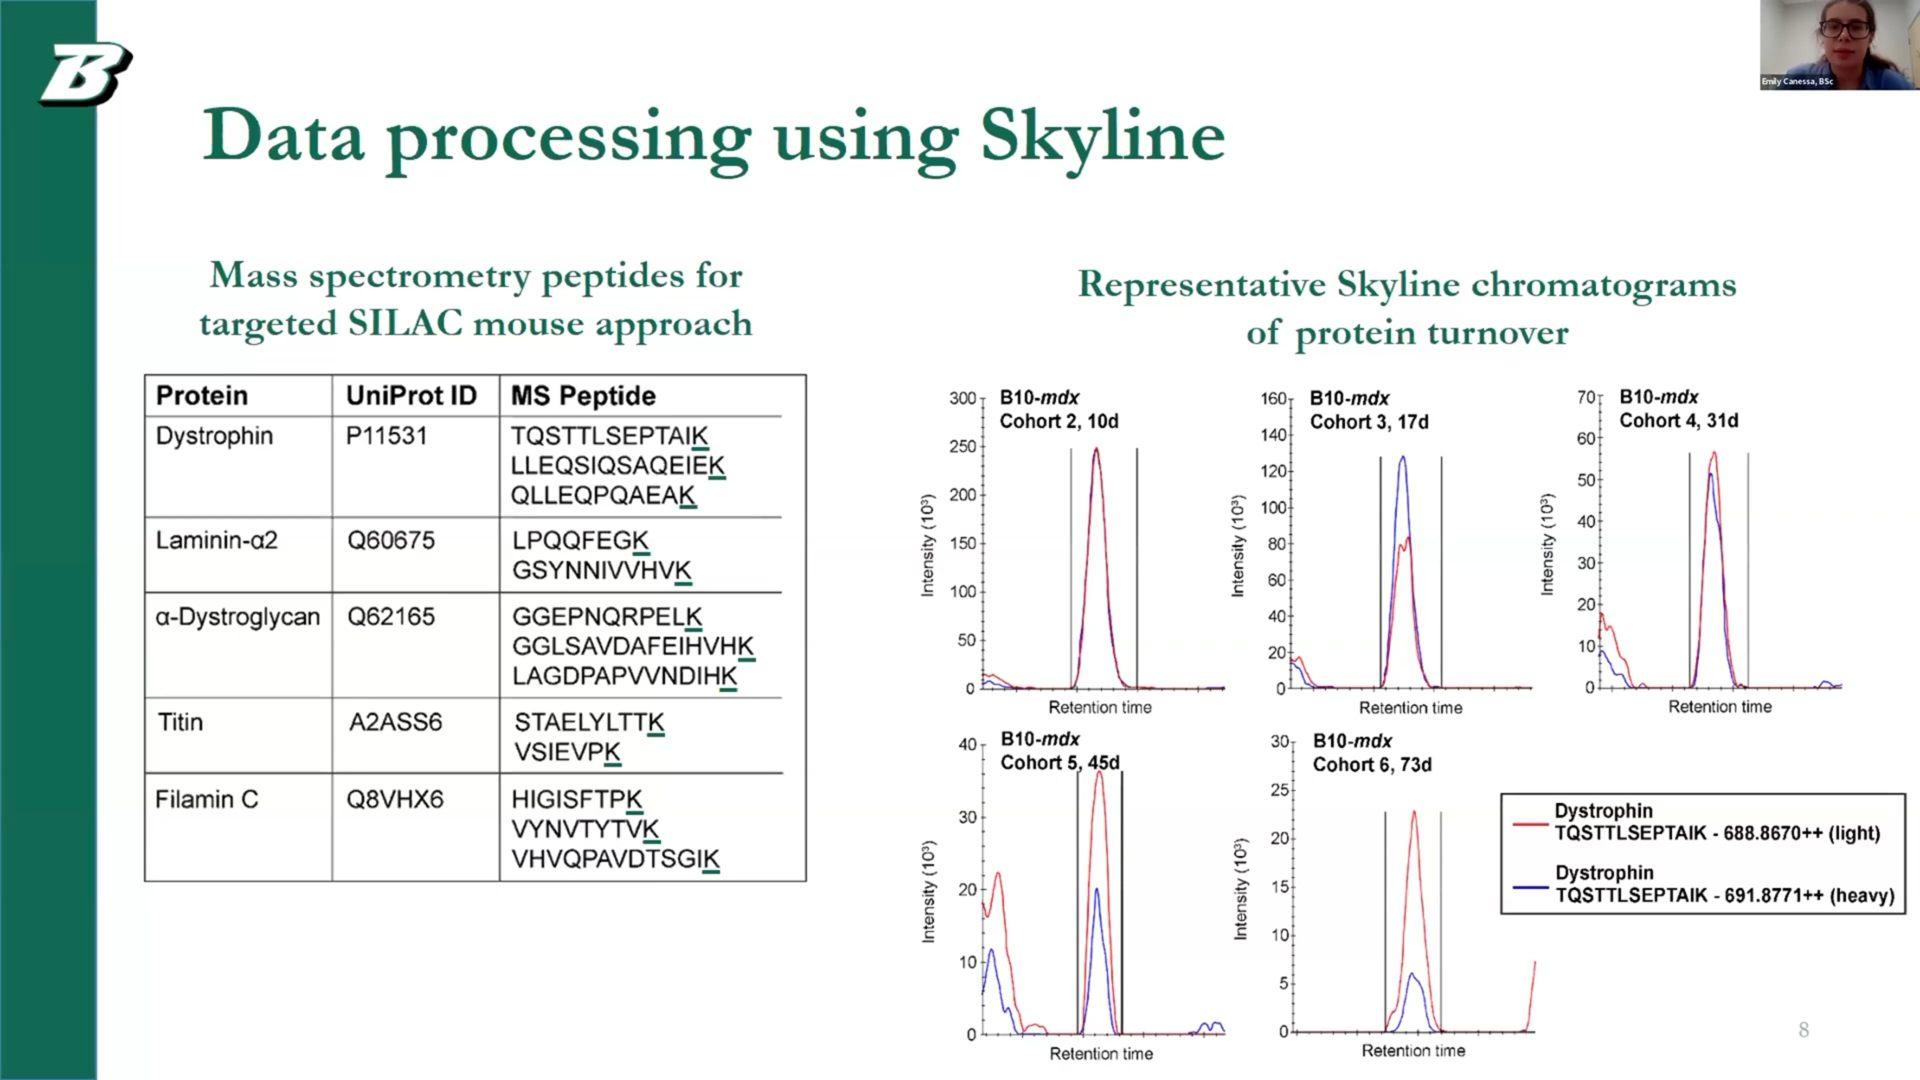 B
Emily Canessa, BSc
Data processing using Skyline
Mass spectrometry peptides for
targeted SILAC mouse approach
Protein UniProt ID MS Peptide
Dystrophin P11531 TQSTTLSEPTAIK
LLEQSIQSAQEIEK
QLLEQPQAEAK
Laminin-α2 Q60675 LPQQFEGK
GSYNNIVVHVK
α-Dystroglycan Q62165 GGEPNQRPELK
GGLSAVDAFEIHVHK
LAGDPAPVVNDIHK
Titin A2ASS6 STAELYLTTK
VSIEVPK
Filamin C Q8VHX6 HIGISFTPK
VYNVTYTVK
VHVQPAVDTSGIK
Representative Skyline chromatograms
of protein turnover
B10-mdx
Cohort 2, 10d
300
250
200
150
100
50
0
Intensity (10³)
Retention time
B10-mdx
Cohort 3, 17d
160
140
120
100
80
60
40
20
0
Intensity (10³)
Retention time
B10-mdx
Cohort 4, 31d
70
60
50
40
30
20
10
0
Intensity (10³)
Retention time
B10-mdx
Cohort 5, 45d
40
30
20
10
0
Intensity (10³)
Retention time
B10-mdx
Cohort 6, 73d
30
25
20
15
10
5
0
Intensity (10³)
Retention time
Dystrophin
TQSTTLSEPTAIK - 688.8670++ (light)
Dystrophin
TQSTTLSEPTAIK - 691.8771++ (heavy)
8